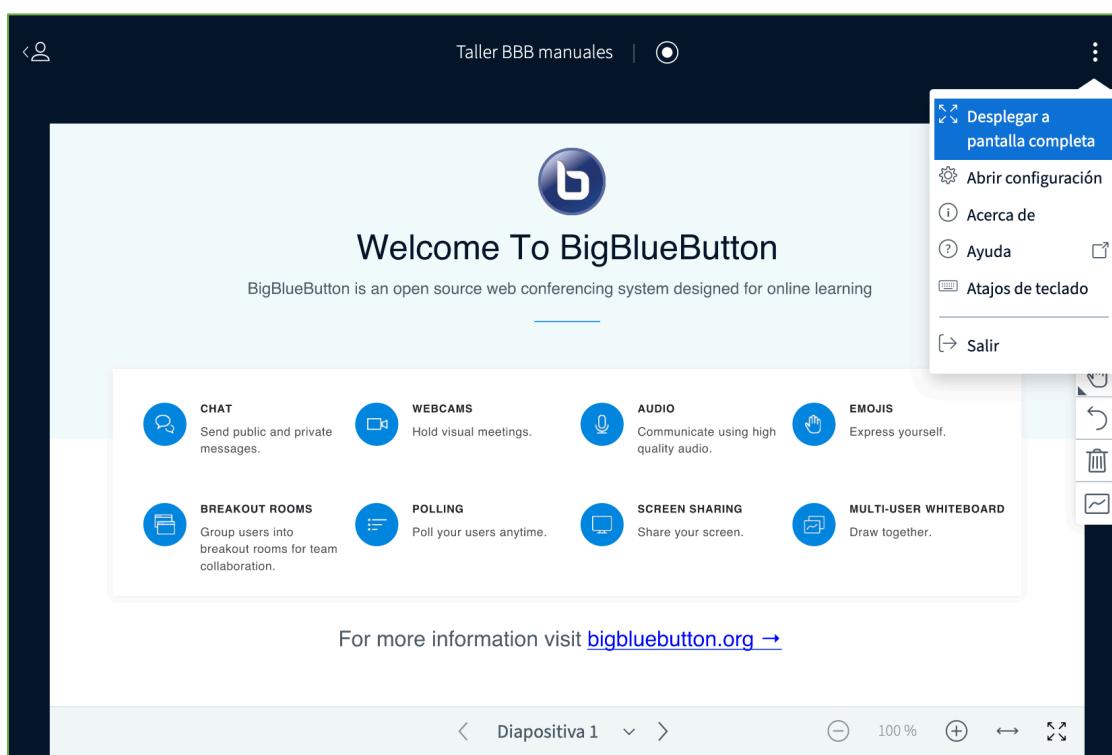 Taller BBB manuales
Desplegar a
pantalla completa
Abrir configuración
Acerca de
Ayuda
Atajos de teclado
Salir
Welcome To BigBlueButton
BigBlueButton is an open source web conferencing system designed for online learning
CHAT
Send public and private
messages.
WEBCAMS
Hold visual meetings.
AUDIO
Communicate using high
quality audio.
EMOJIS
Express yourself.
BREAKOUT ROOMS
Group users into
breakout rooms for team
collaboration.
POLLING
Poll your users anytime.
SCREEN SHARING
Share your screen.
MULTI-USER WHITEBOARD
Draw together.
For more information visit bigbluebutton.org →
Diapositiva 1
100 %